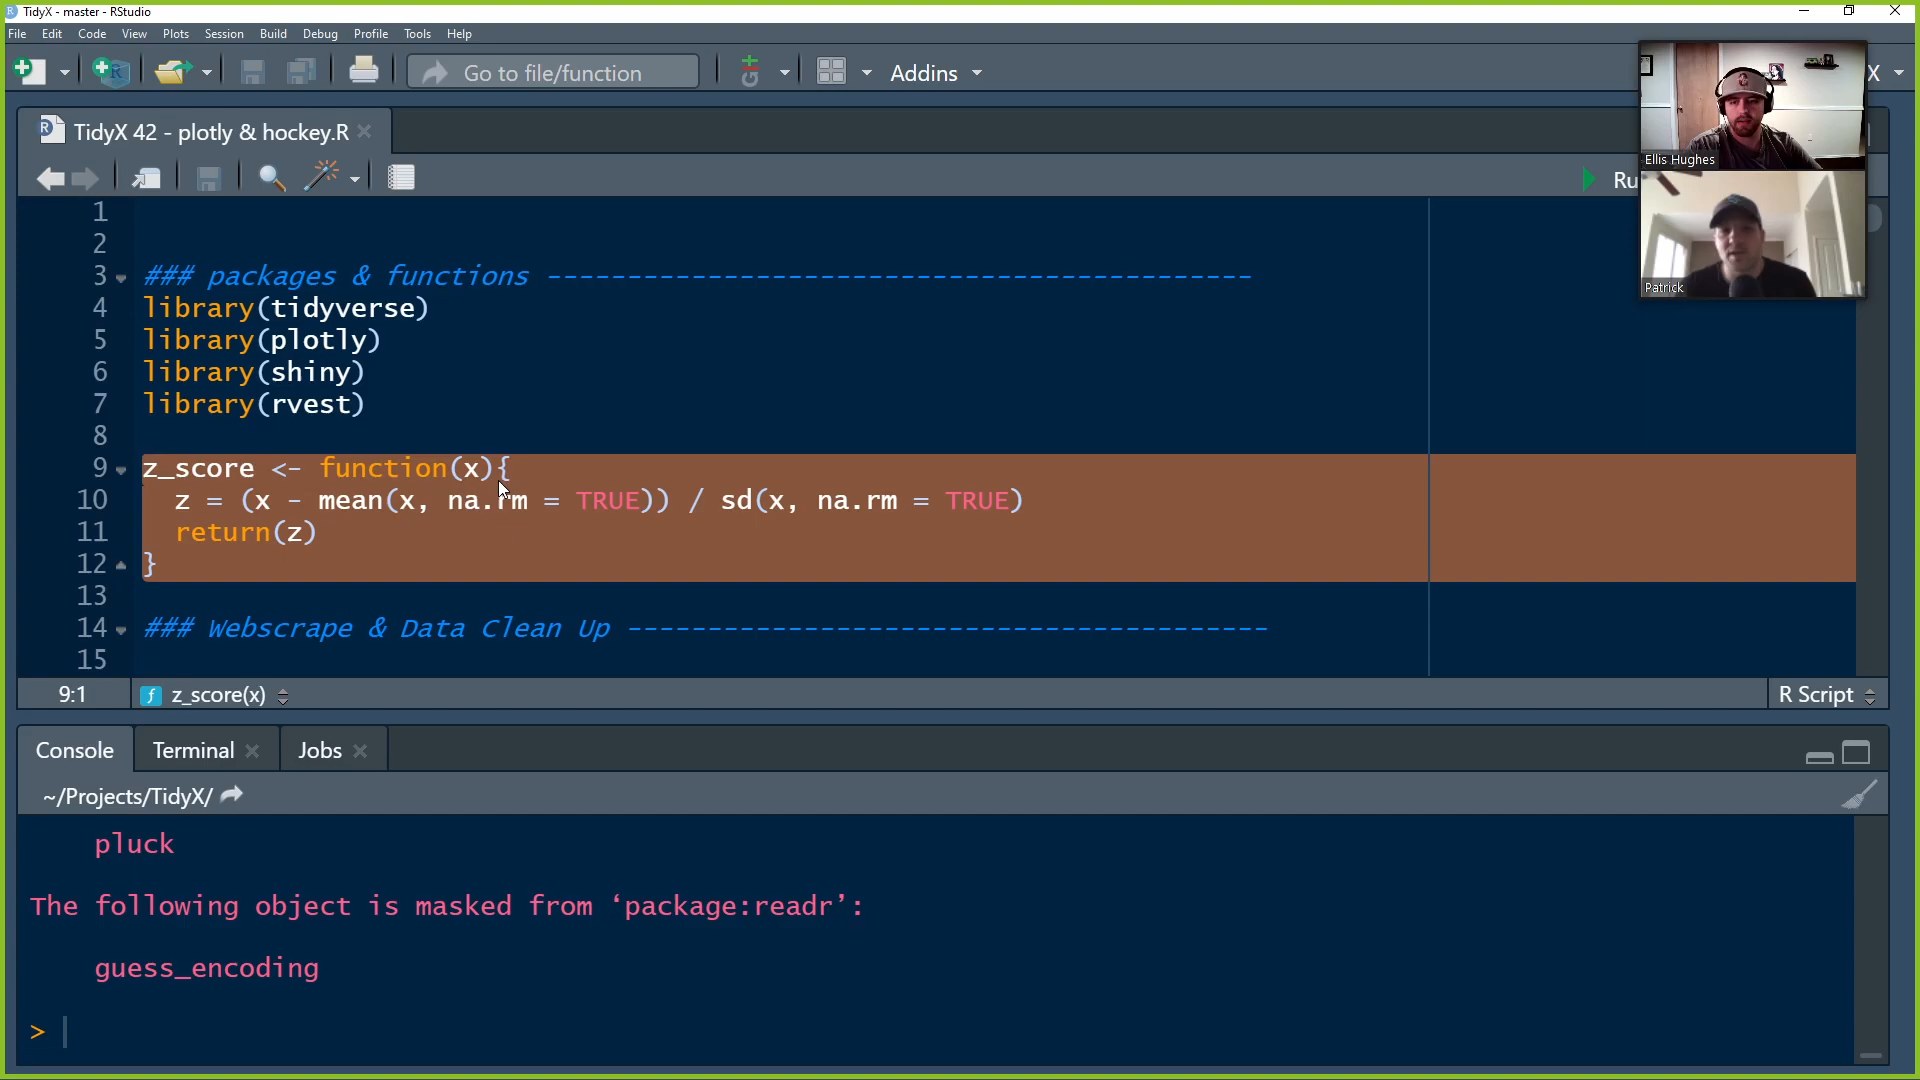 TidyX - master - RStudio
File Edit Code View Plots Session Build Debug Profile Tools Help
Go to file/function
Addins
X
TidyX 42 - plotly & hockey.R
Ru
Ellis Hughes
Patrick
1
2
3 ### packages & functions --------------------------------------------
4 library(tidyverse)
5 library(plotly)
6 library(shiny)
7 library(rvest)
8
9 z_score <- function(x){
10 z = (x - mean(x, na.rm = TRUE)) / sd(x, na.rm = TRUE)
11 return(z)
12 }
13
14 ### Webscrape & Data Clean Up ----------------------------------------
15
9:1 z_score(x) R Script
Console Terminal Jobs
~/Projects/TidyX/
pluck
The following object is masked from ‘package:readr’:
guess_encoding
>